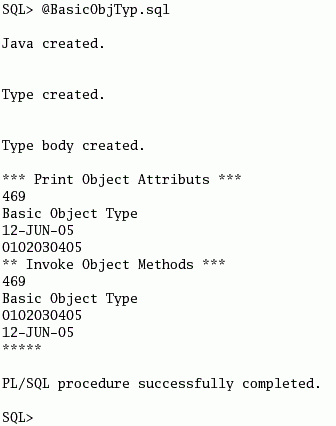 SQL> @BasicObjTyp.sql
Java created.
Type created.
Type body created.
*** Print Object Attributs ***
469
Basic Object Type
12-JUN-05
0102030405
** Invoke Object Methods ***
469
Basic Object Type
0102030405
12-JUN-05
*****
PL/SQL procedure successfully completed.
SQL>